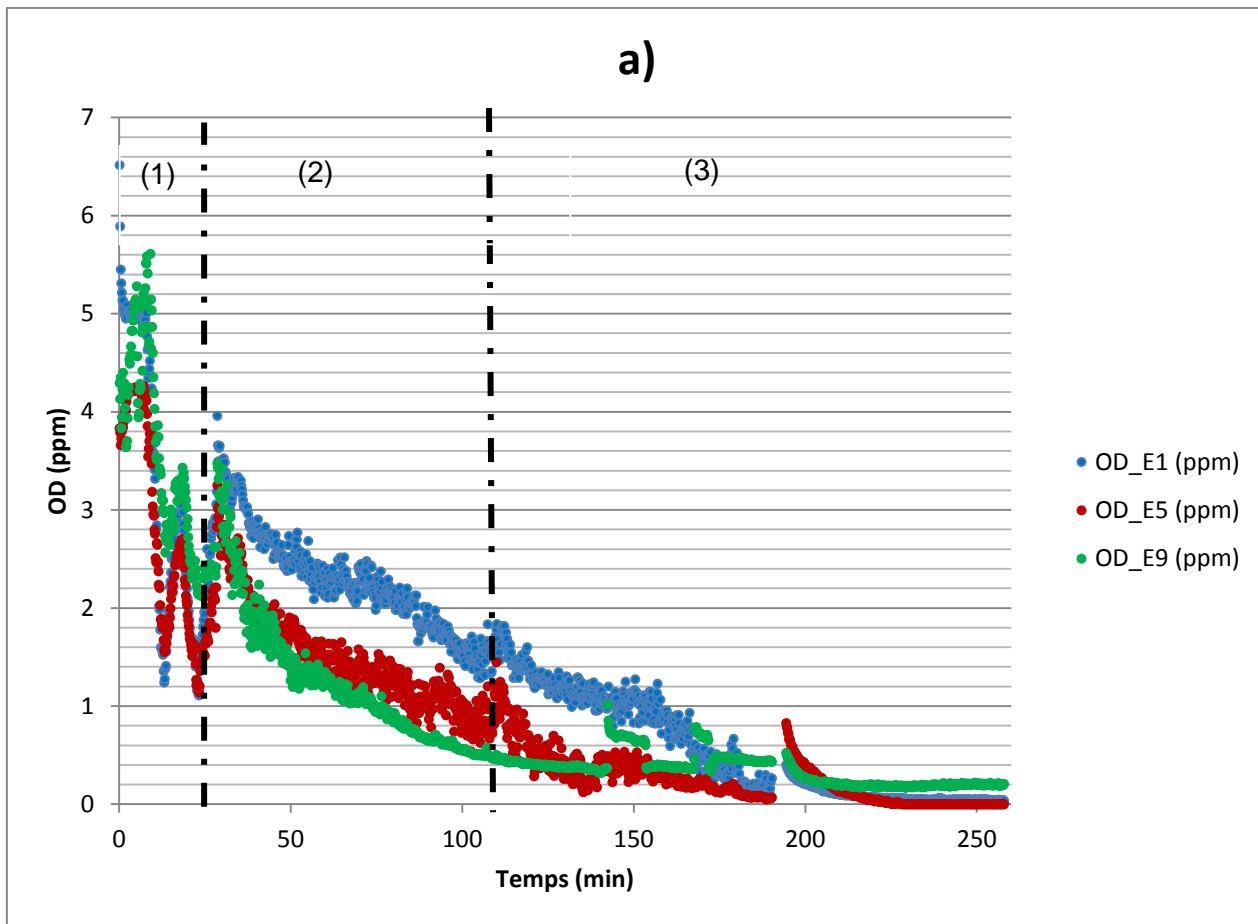 a)
7
6
5
4
3
2
1
0
OD (ppm)
(1)
(2)
(3)
0
50
100
150
200
250
Temps (min)
OD_E1 (ppm)
OD_E5 (ppm)
OD_E9 (ppm)